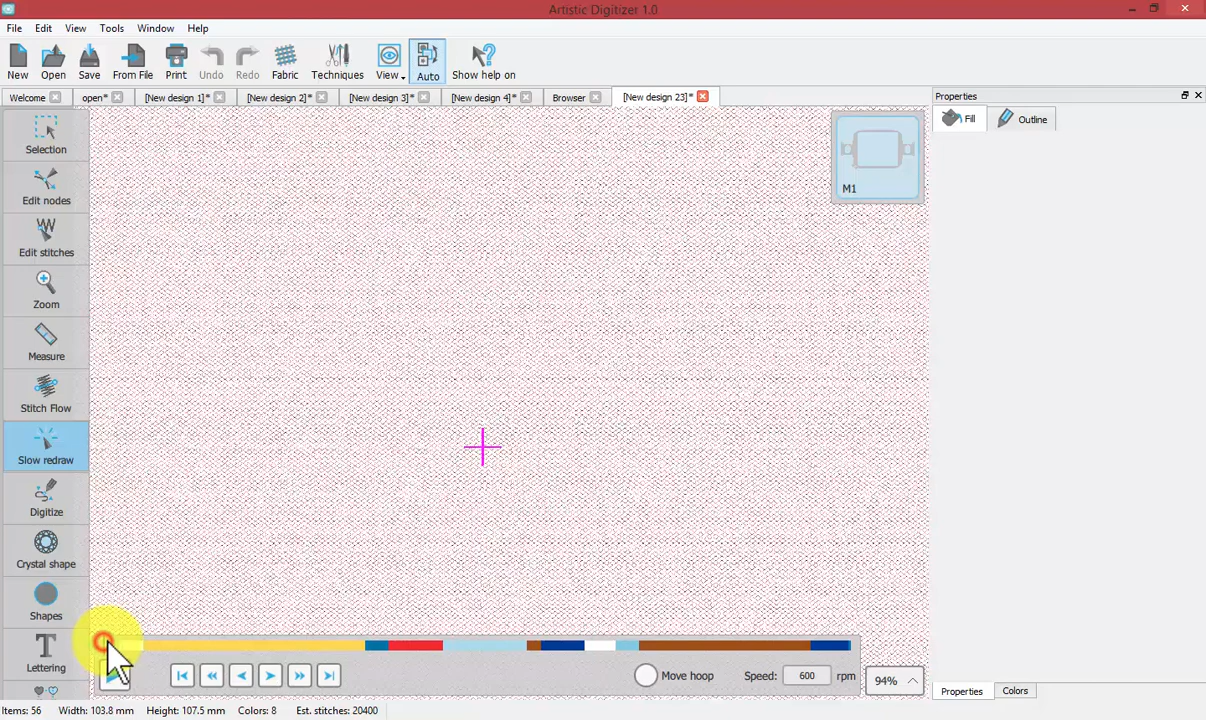 Artistic Digitizer 1.0
File Edit View Tools Window Help
New Open Save From File Print Undo Redo Fabric Techniques View Auto Show help on
Welcome open* [New design 1]* [New design 2]* [New design 3]* [New design 4]* Browser [New design 23]*
Properties
Fill Outline
Selection
Edit nodes
Edit stitches
Zoom
Measure
Stitch Flow
Slow redraw
Digitize
Crystal shape
Shapes
Lettering
M1
Move hoop Speed: 600 rpm 94%
Properties Colors
Items: 56 Width: 103.8 mm Height: 107.5 mm Colors: 8 Est. stitches: 20400